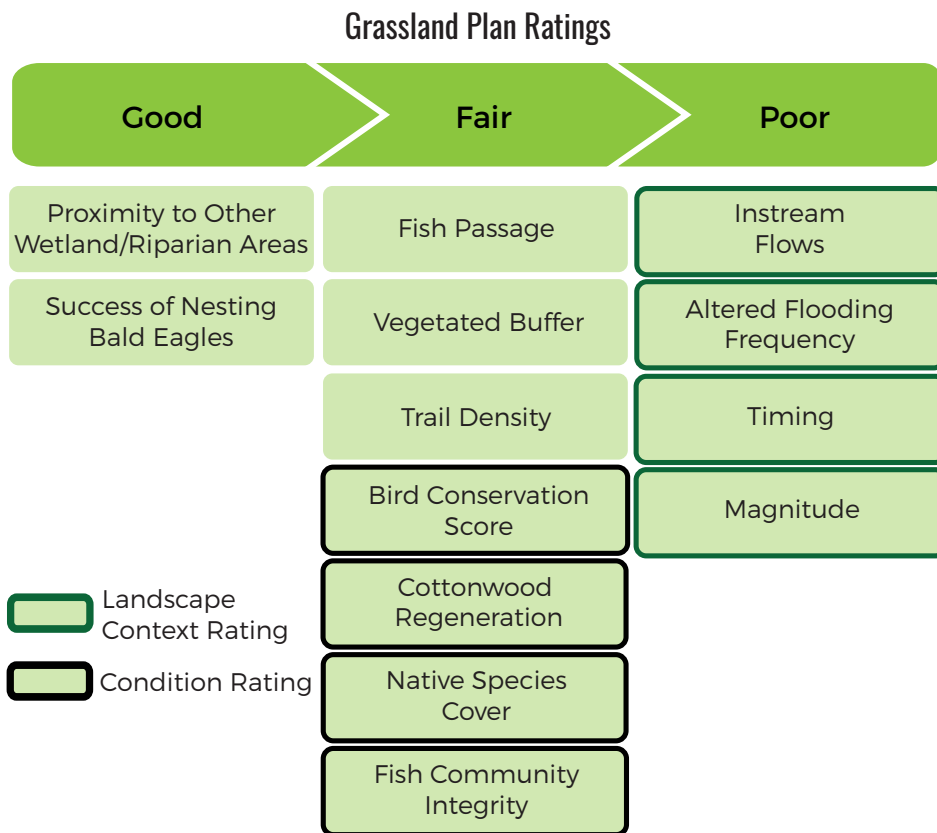 Grassland Plan Ratings
Good
Fair
Poor
Proximity to Other
Wetland/Riparian Areas
Success of Nesting
Bald Eagles
Fish Passage
Vegetated Buffer
Trail Density
Bird Conservation
Score
Cottonwood
Regeneration
Native Species
Cover
Fish Community
Integrity
Instream
Flows
Altered Flooding
Frequency
Timing
Magnitude
Landscape
Context Rating
Condition Rating